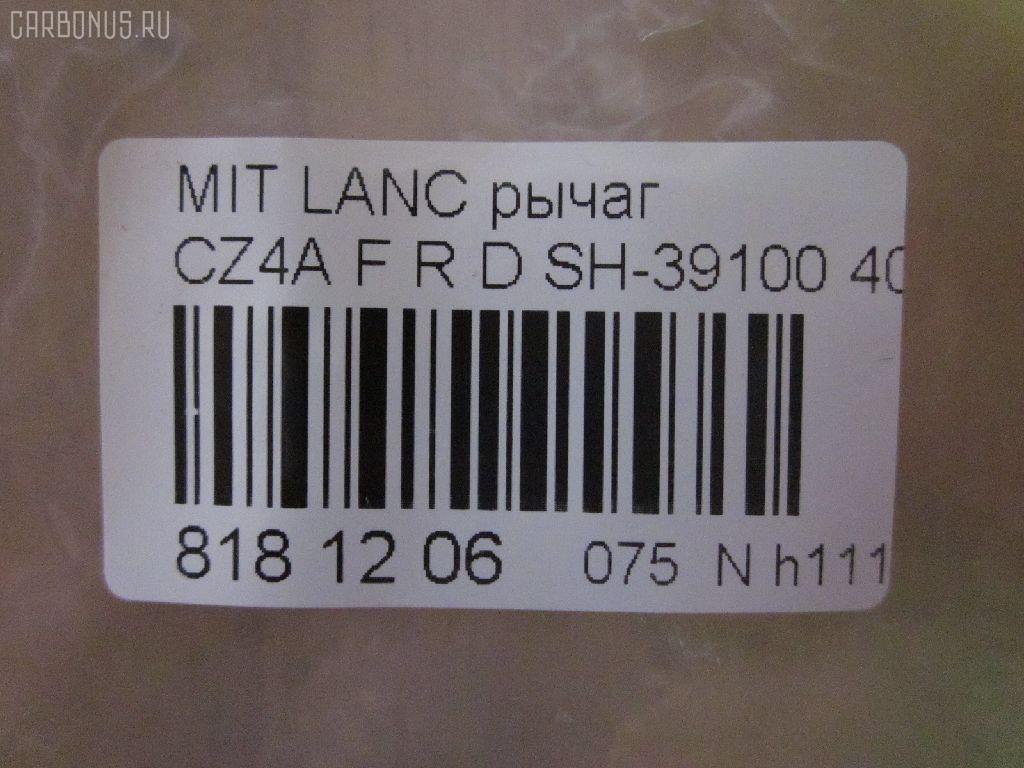 CARBONUS.RU
MIT LANC рычаг
CZ4A F R D SH-39100 40
818 12 06 075 N h111